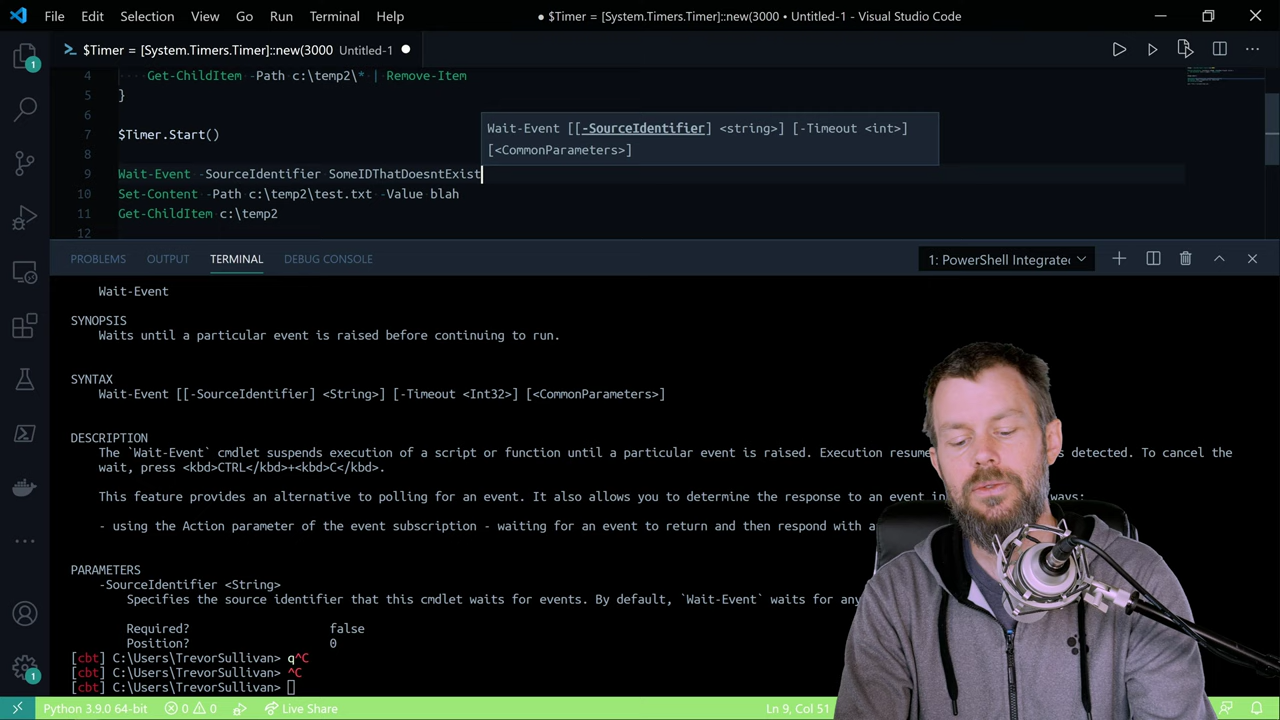 File Edit Selection View Go Run Terminal Help ● $Timer = [System.Timers.Timer]::new(3000 • Untitled-1 - Visual Studio Code
$Timer = [System.Timers.Timer]::new(3000 Untitled-1 ●
4 Get-ChildItem -Path c:\temp2\* | Remove-Item
5 }
6
7 $Timer.Start()
8
Wait-Event [[-SourceIdentifier] <string>] [-Timeout <int>]
[<CommonParameters>]
9 Wait-Event -SourceIdentifier SomeIDThatDoesntExist
10 Set-Content -Path c:\temp2\test.txt -Value blah
11 Get-ChildItem c:\temp2
12
PROBLEMS OUTPUT TERMINAL DEBUG CONSOLE 1: PowerShell Integrate
Wait-Event
SYNOPSIS
Waits until a particular event is raised before continuing to run.
SYNTAX
Wait-Event [[-SourceIdentifier] <String>] [-Timeout <Int32>] [<CommonParameters>]
DESCRIPTION
The `Wait-Event` cmdlet suspends execution of a script or function until a particular event is raised. Execution resume detected. To cancel the
wait, press <kbd>CTRL</kbd>+<kbd>C</kbd>.
This feature provides an alternative to polling for an event. It also allows you to determine the response to an event in ways:
- using the Action parameter of the event subscription - waiting for an event to return and then respond with a
PARAMETERS
-SourceIdentifier <String>
Specifies the source identifier that this cmdlet waits for events. By default, `Wait-Event` waits for any
Required? false
Position? 0
[cbt] C:\Users\TrevorSullivan> q^C
[cbt] C:\Users\TrevorSullivan> ^C
[cbt] C:\Users\TrevorSullivan>
Python 3.9.0 64-bit 0 0 Live Share Ln 9, Col 51
1
1